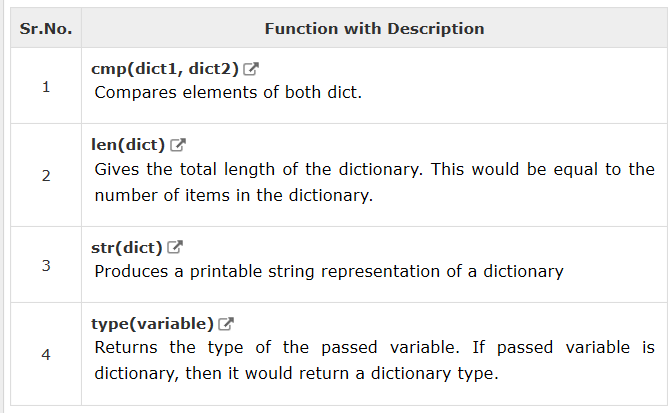 Sr.No. Function with Description
1
cmp(dict1, dict2)
Compares elements of both dict.
2
len(dict)
Gives the total length of the dictionary. This would be equal to the
number of items in the dictionary.
3
str(dict)
Produces a printable string representation of a dictionary
4
type(variable)
Returns the type of the passed variable. If passed variable is
dictionary, then it would return a dictionary type.